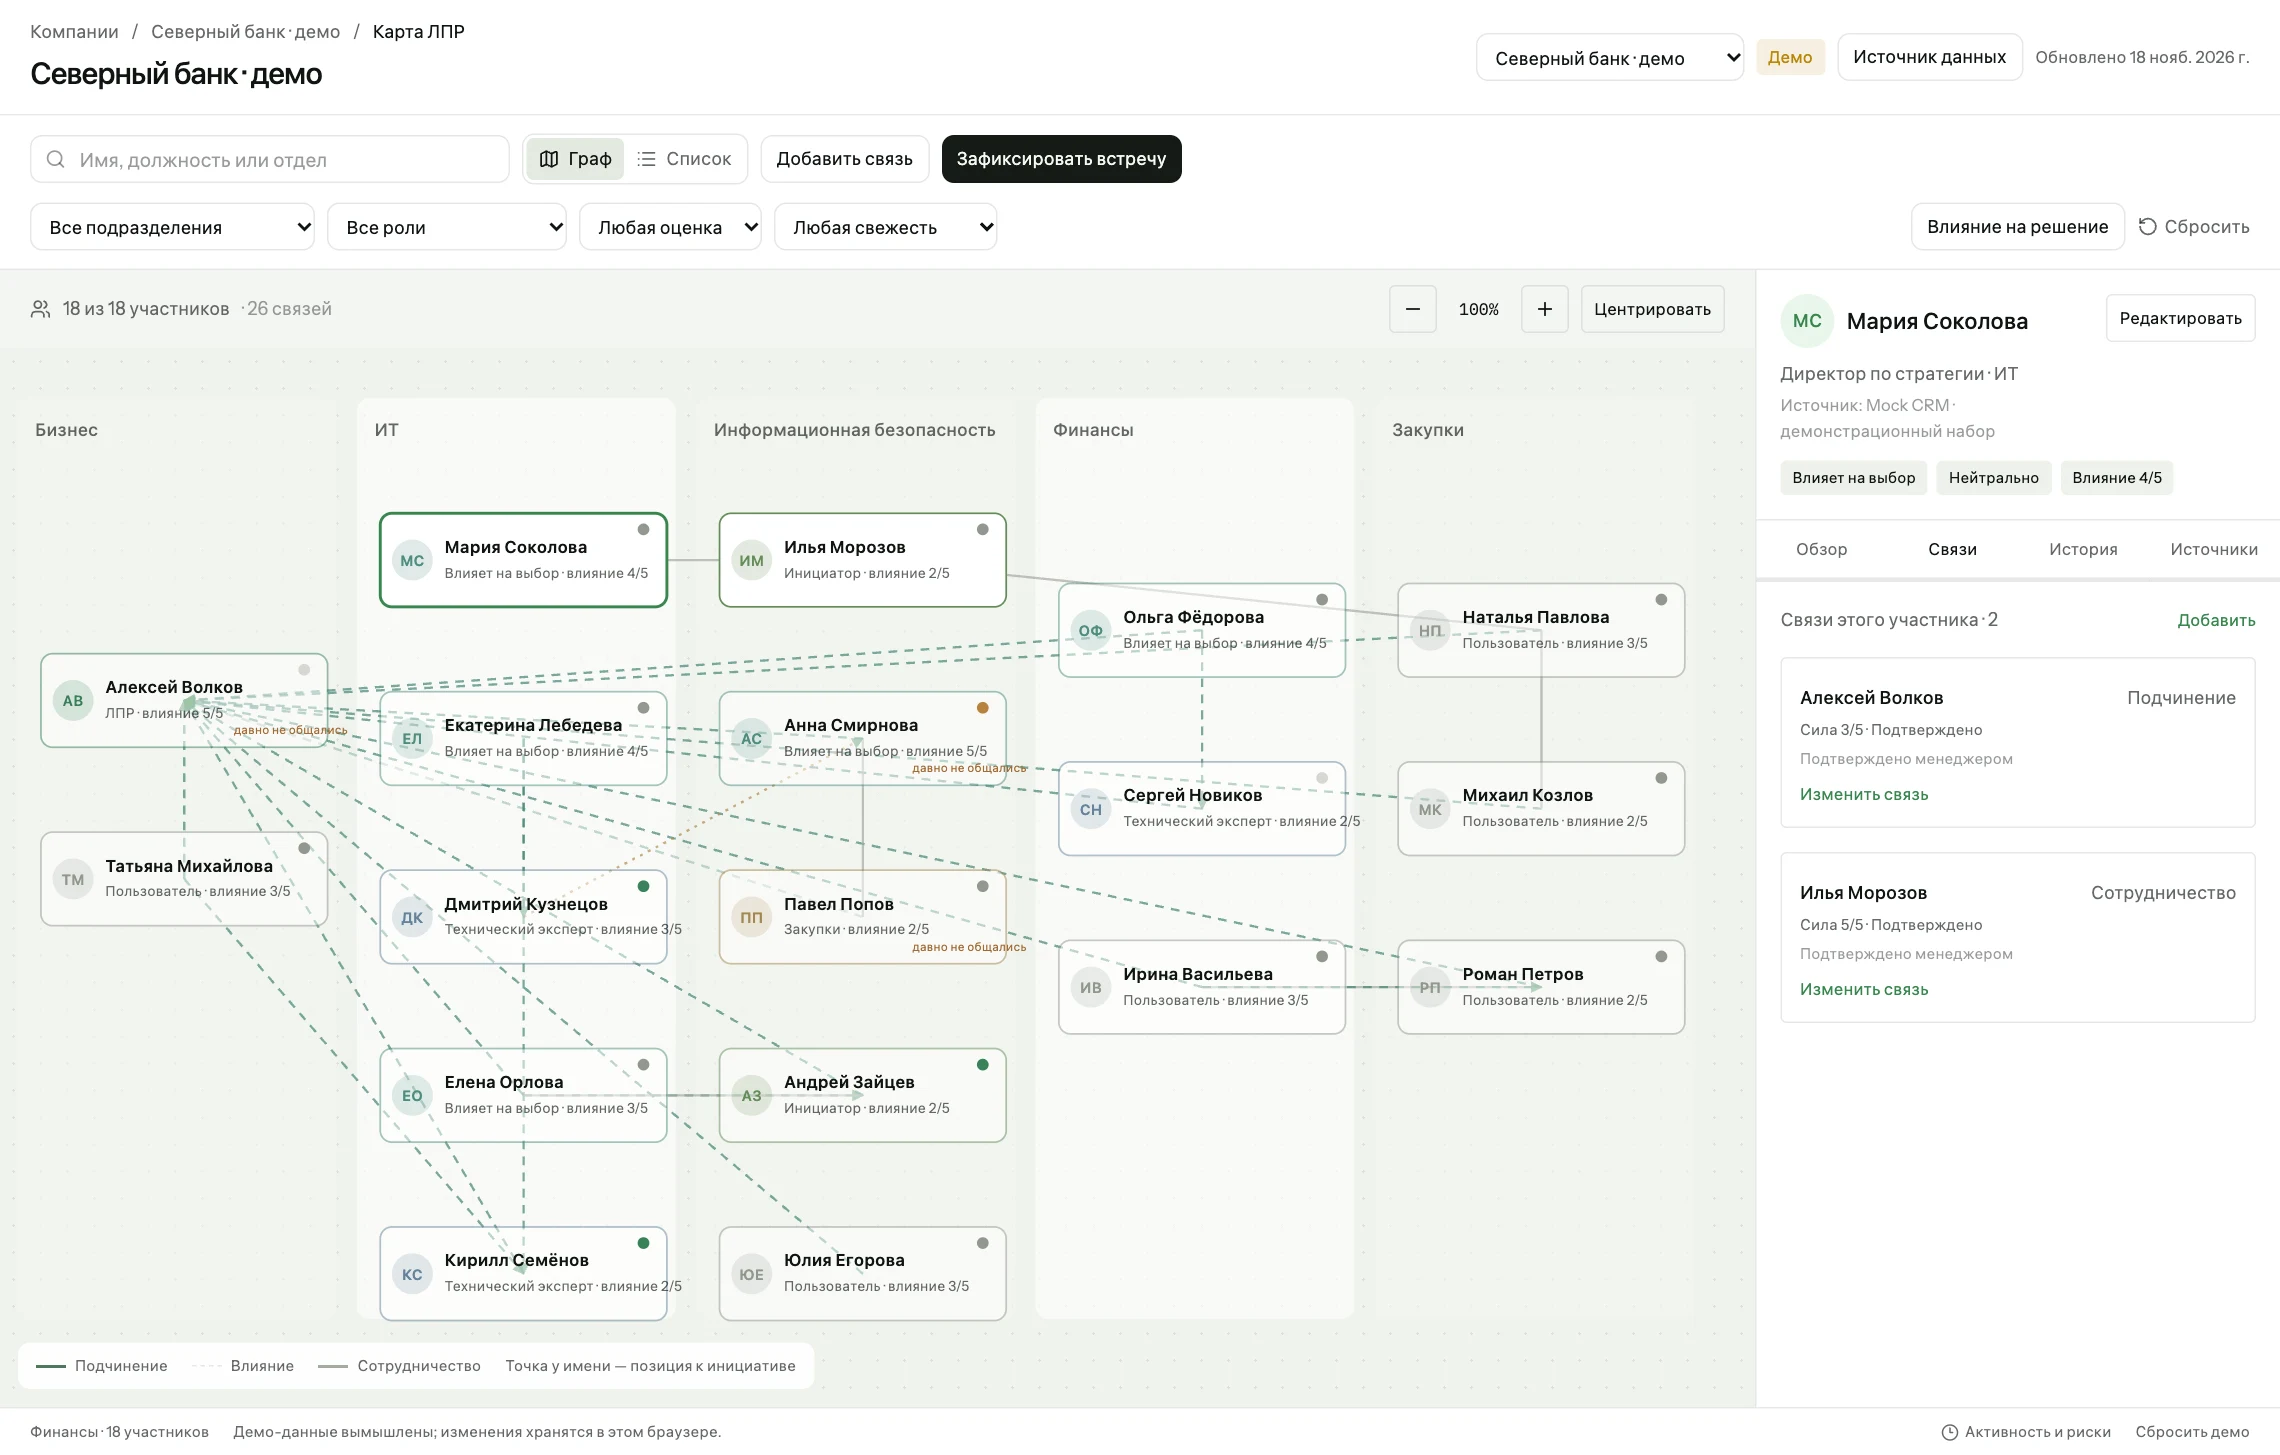 Компании / Северный банк · демо / Карта ЛПР
Северный банк · демо
Северный банк · демо
Демо
Источник данных
Обновлено 18 нояб. 2026 г.
Имя, должность или отдел
Граф
Список
Добавить связь
Зафиксировать встречу
Все подразделения
Все роли
Любая оценка
Любая свежесть
Влияние на решение
Сбросить
18 из 18 участников · 26 связей
100%
Центрировать
Бизнес
ИТ
Информационная безопасность
Финансы
Закупки
МС
Мария Соколова
Влияет на выбор · влияние 4/5
ИМ
Илья Морозов
Инициатор · влияние 2/5
ОФ
Ольга Фёдорова
Влияет на выбор · влияние 4/5
НП
Наталья Павлова
Пользователь · влияние 3/5
АВ
Алексей Волков
ЛПР · влияние 5/5
давно не общались
ЕЛ
Екатерина Лебедева
Влияет на выбор · влияние 4/5
АС
Анна Смирнова
Влияет на выбор · влияние 5/5
давно не общались
СН
Сергей Новиков
Технический эксперт · влияние 2/5
МК
Михаил Козлов
Пользователь · влияние 2/5
ТМ
Татьяна Михайлова
Пользователь · влияние 3/5
ДК
Дмитрий Кузнецов
Технический эксперт · влияние 3/5
ПП
Павел Попов
Закупки · влияние 2/5
давно не общались
ИВ
Ирина Васильева
Пользователь · влияние 3/5
РП
Роман Петров
Пользователь · влияние 2/5
ЕО
Елена Орлова
Влияет на выбор · влияние 3/5
АЗ
Андрей Зайцев
Инициатор · влияние 2/5
КС
Кирилл Семёнов
Технический эксперт · влияние 2/5
ЮЕ
Юлия Егорова
Пользователь · влияние 3/5
Подчинение
Влияние
Сотрудничество
Точка у имени — позиция к инициативе
МС
Мария Соколова
Редактировать
Директор по стратегии · ИТ
Источник: Mock CRM ·
демонстрационный набор
Влияет на выбор
Нейтрально
Влияние 4/5
Обзор
Связи
История
Источники
Связи этого участника · 2
Добавить
Алексей Волков
Подчинение
Сила 3/5 · Подтверждено
Подтверждено менеджером
Изменить связь
Илья Морозов
Сотрудничество
Сила 5/5 · Подтверждено
Подтверждено менеджером
Изменить связь
Финансы · 18 участников
Демо-данные вымышлены; изменения хранятся в этом браузере.
Активность и риски
Сбросить демо